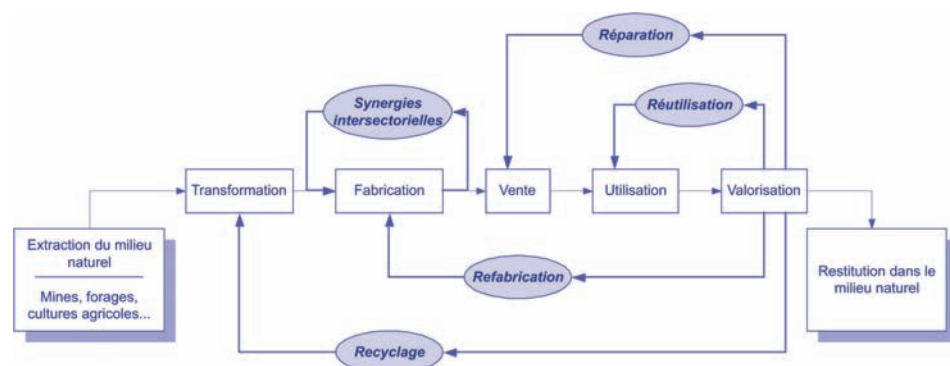 Réparation
Synergies
intersectorielles
Réutilisation
Transformation
Fabrication
Vente
Utilisation
Valorisation
Extraction du milieu
naturel
Mines, forages,
cultures agricoles...
Refabrication
Restitution dans le
milieu naturel
Recyclage